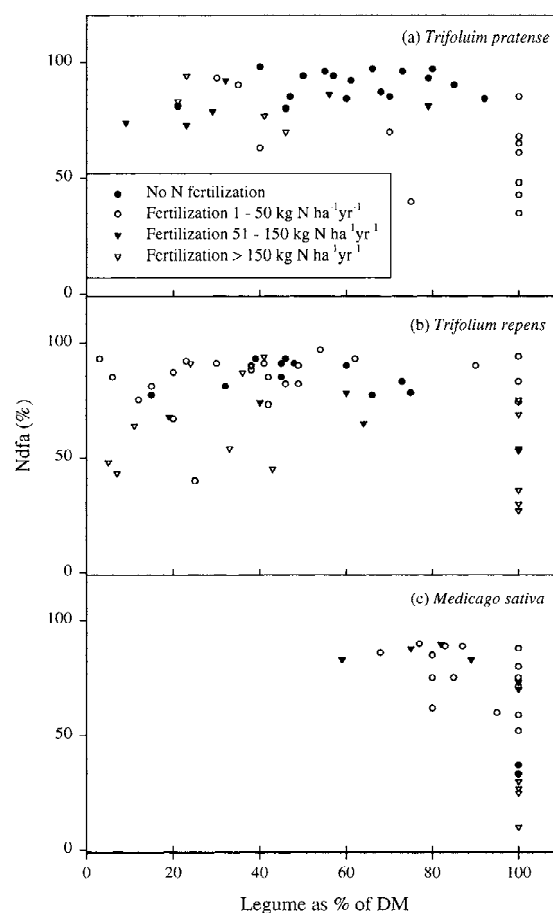 (a) Trifoluim pratense
100
50
0
No N fertilization
Fertilization 1 - 50 kg N ha⁻¹yr⁻¹
Fertilization 51 - 150 kg N ha⁻¹yr⁻¹
Fertilization > 150 kg N ha⁻¹yr⁻¹
(b) Trifolium repens
100
50
0
Ndfa (%)
(c) Medicago sativa
100
50
0
0 20 40 60 80 100
Legume as % of DM